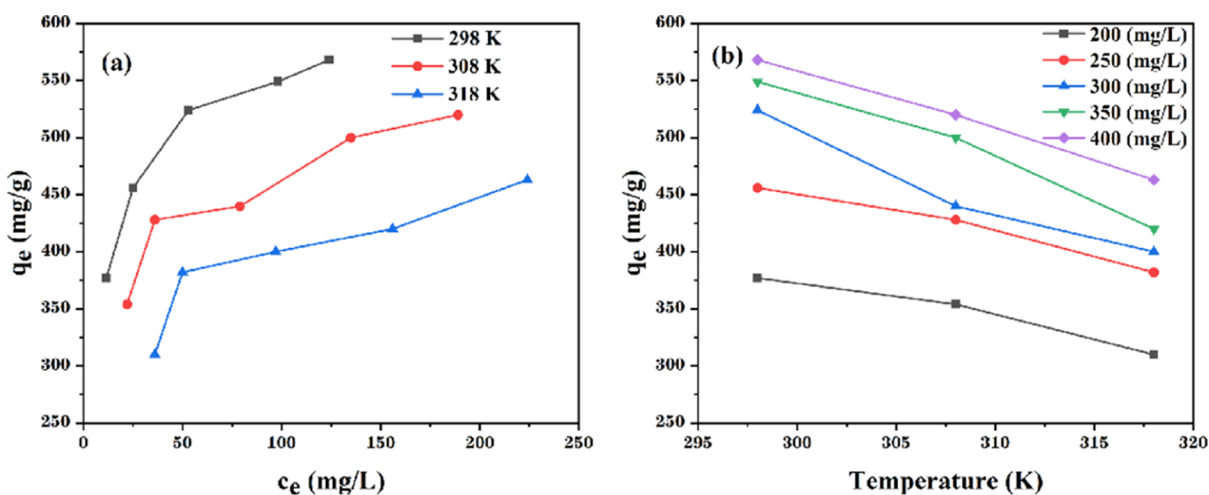 (a)
298 K
308 K
318 K
600
550
500
450
400
350
300
250
0
50
100
150
200
250
qe (mg/g)
ce (mg/L)
(b)
200 (mg/L)
250 (mg/L)
300 (mg/L)
350 (mg/L)
400 (mg/L)
600
550
500
450
400
350
300
250
295
300
305
310
315
320
qe (mg/g)
Temperature (K)